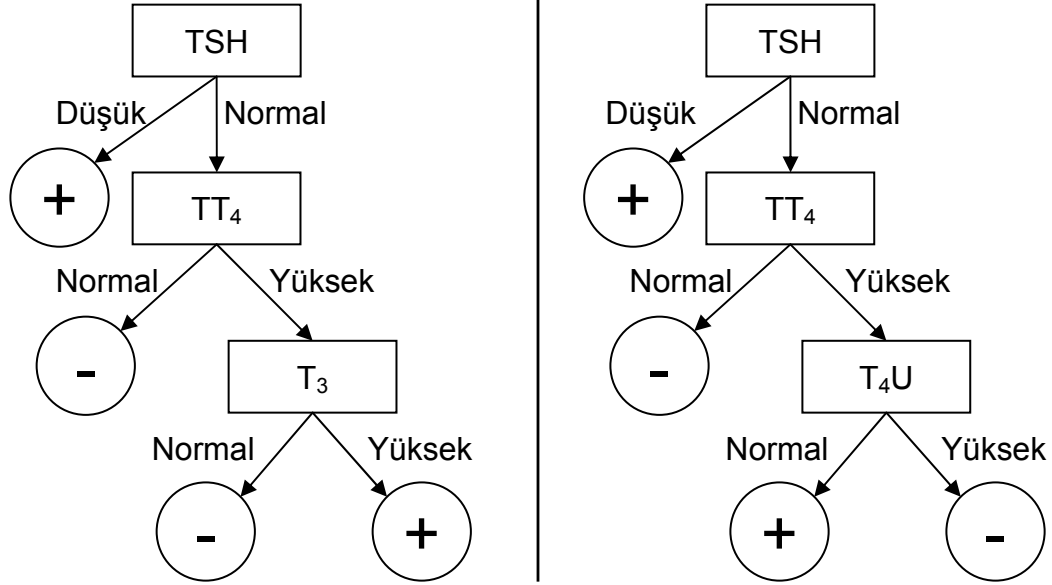 TSH
Düşük
Normal
+
TT₄
Normal
Yüksek
-
T₃
Normal
Yüksek
-
+
TSH
Düşük
Normal
+
TT₄
Normal
Yüksek
-
T₄U
Normal
Yüksek
+
-